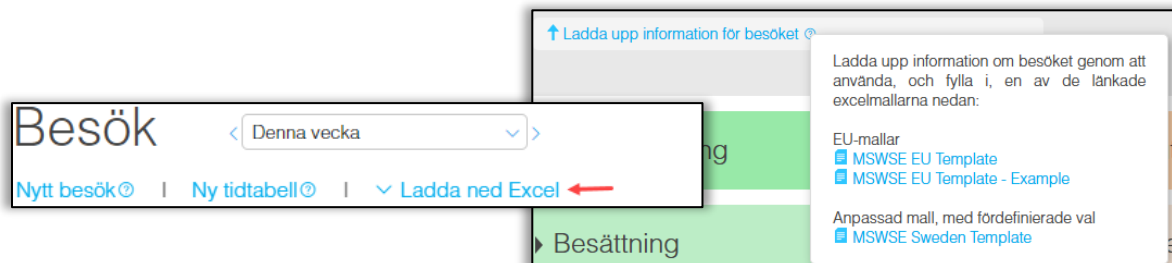 Besök
Denna vecka
Nytt besök
Ny tidtabell
Ladda ned Excel
Ladda upp information för besöket
Ladda upp information om besöket genom att
använda, och fylla i, en av de länkade
excelmallarna nedan:
EU-mallar
MSWSE EU Template
MSWSE EU Template - Example
Anpassad mall, med fördefinierade val
MSWSE Sweden Template
Besättning